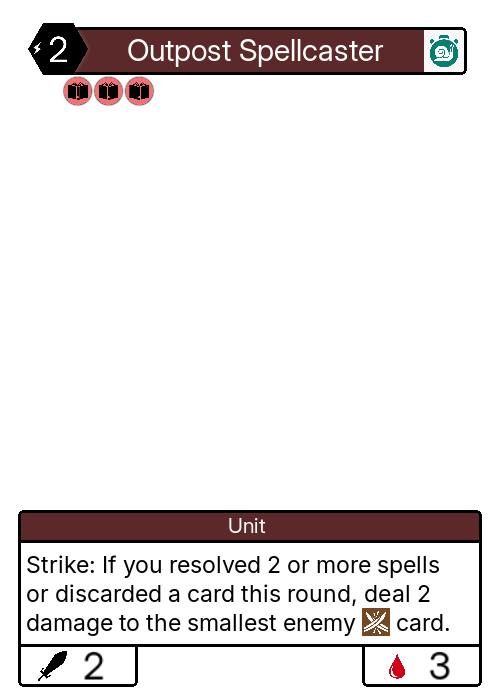 2 Outpost Spellcaster
Unit
Strike: If you resolved 2 or more spells
or discarded a card this round, deal 2
damage to the smallest enemy card.
2 3